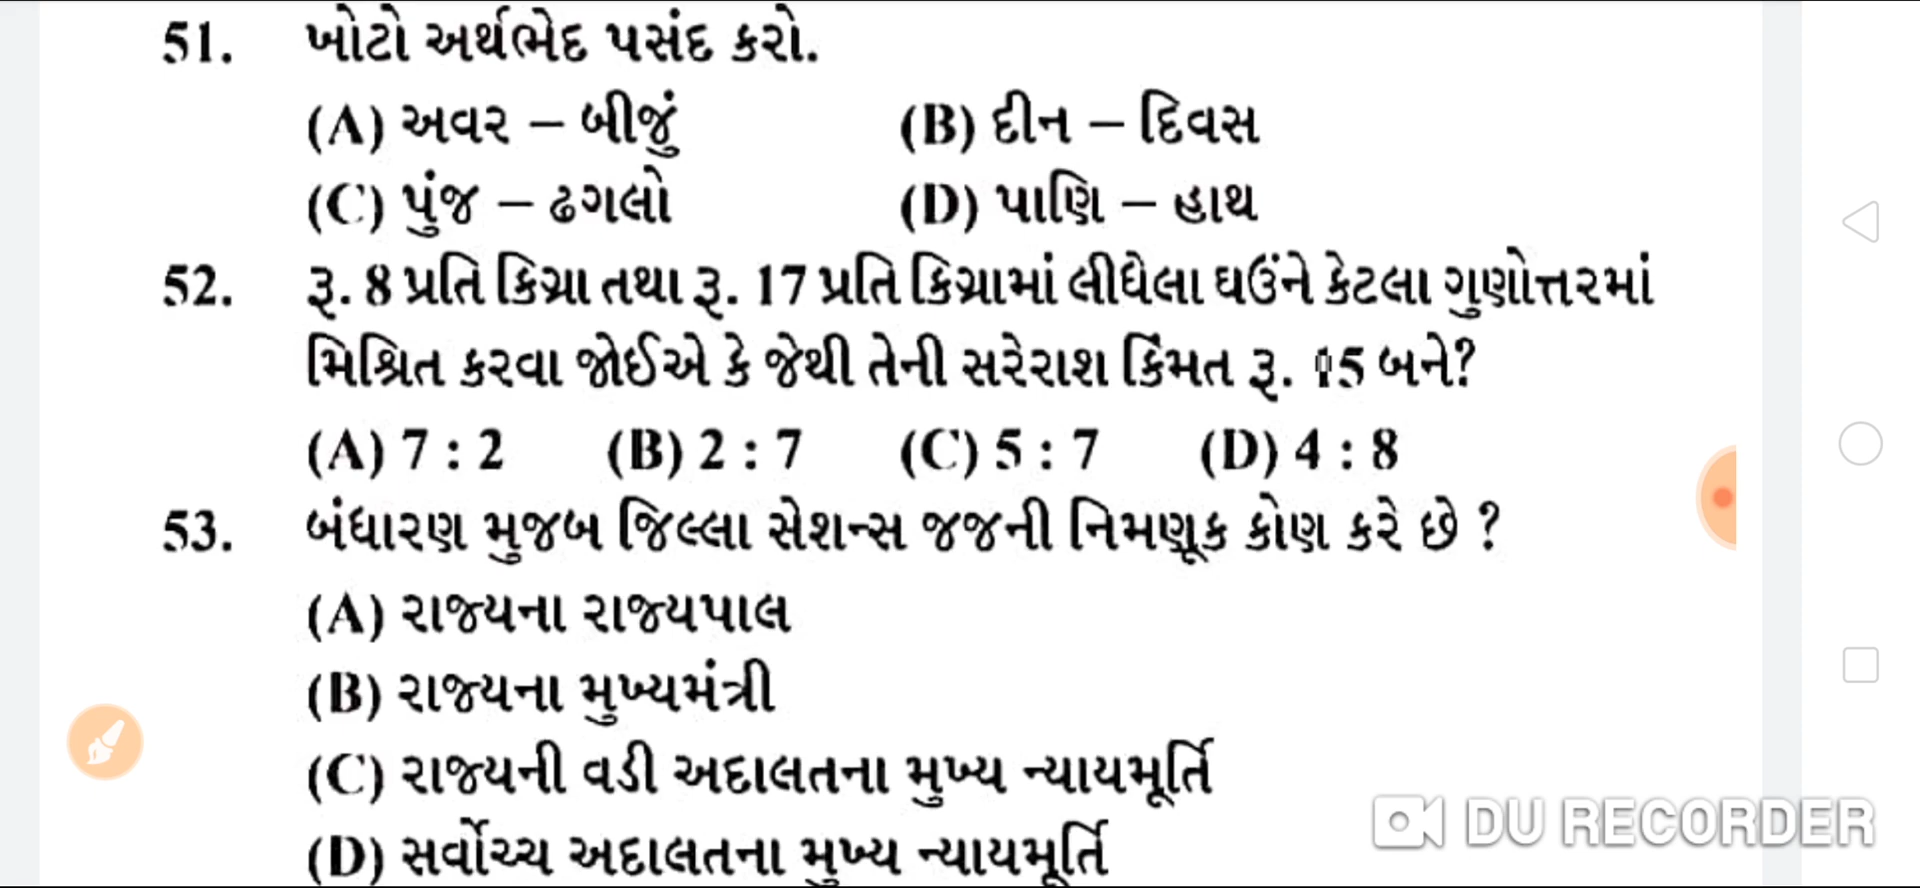 51. ખોટો અર્થભેદ પસંદ કરો.
(A) અવર – બીજું (B) દીન – દિવસ
(C) પુંજ – ઢગલો (D) પાણિ – હાથ
52. રૂ. 8 પ્રતિ કિગ્રા તથા રૂ. 17 પ્રતિ કિગ્રામાં લીધેલા ઘઉંને કેટલા ગુણોત્તરમાં
મિશ્રિત કરવા જોઈએ કે જેથી તેની સરેરાશ કિંમત રૂ. 15 બને?
(A) 7 : 2 (B) 2 : 7 (C) 5 : 7 (D) 4 : 8
53. બંધારણ મુજબ જિલ્લા સેશન્સ જજની નિમણૂક કોણ કરે છે ?
(A) રાજ્યના રાજ્યપાલ
(B) રાજ્યના મુખ્યમંત્રી
(C) રાજ્યની વડી અદાલતના મુખ્ય ન્યાયમૂર્તિ
(D) સર્વોચ્ચ અદાલતના મુખ્ય ન્યાયમૂર્તિ
DU RECORDER